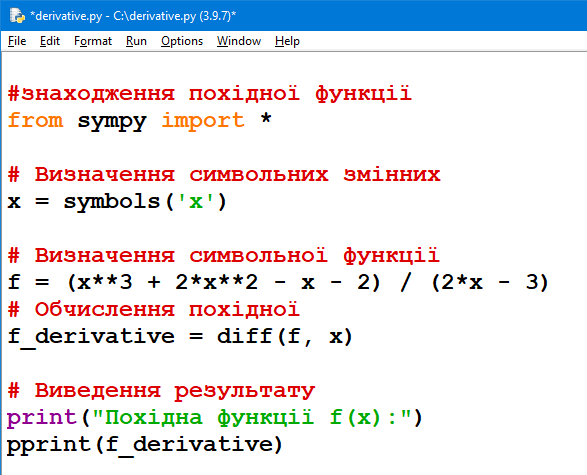 *derivative.py - C:\derivative.py (3.9.7)*
File Edit Format Run Options Window Help
#знаходження похідної функції
from sympy import *
# Визначення символьних змінних
x = symbols('x')
# Визначення символьної функції
f = (x**3 + 2*x**2 - x - 2) / (2*x - 3)
# Обчислення похідної
f_derivative = diff(f, x)
# Виведення результату
print("Похідна функції f(x):")
pprint(f_derivative)